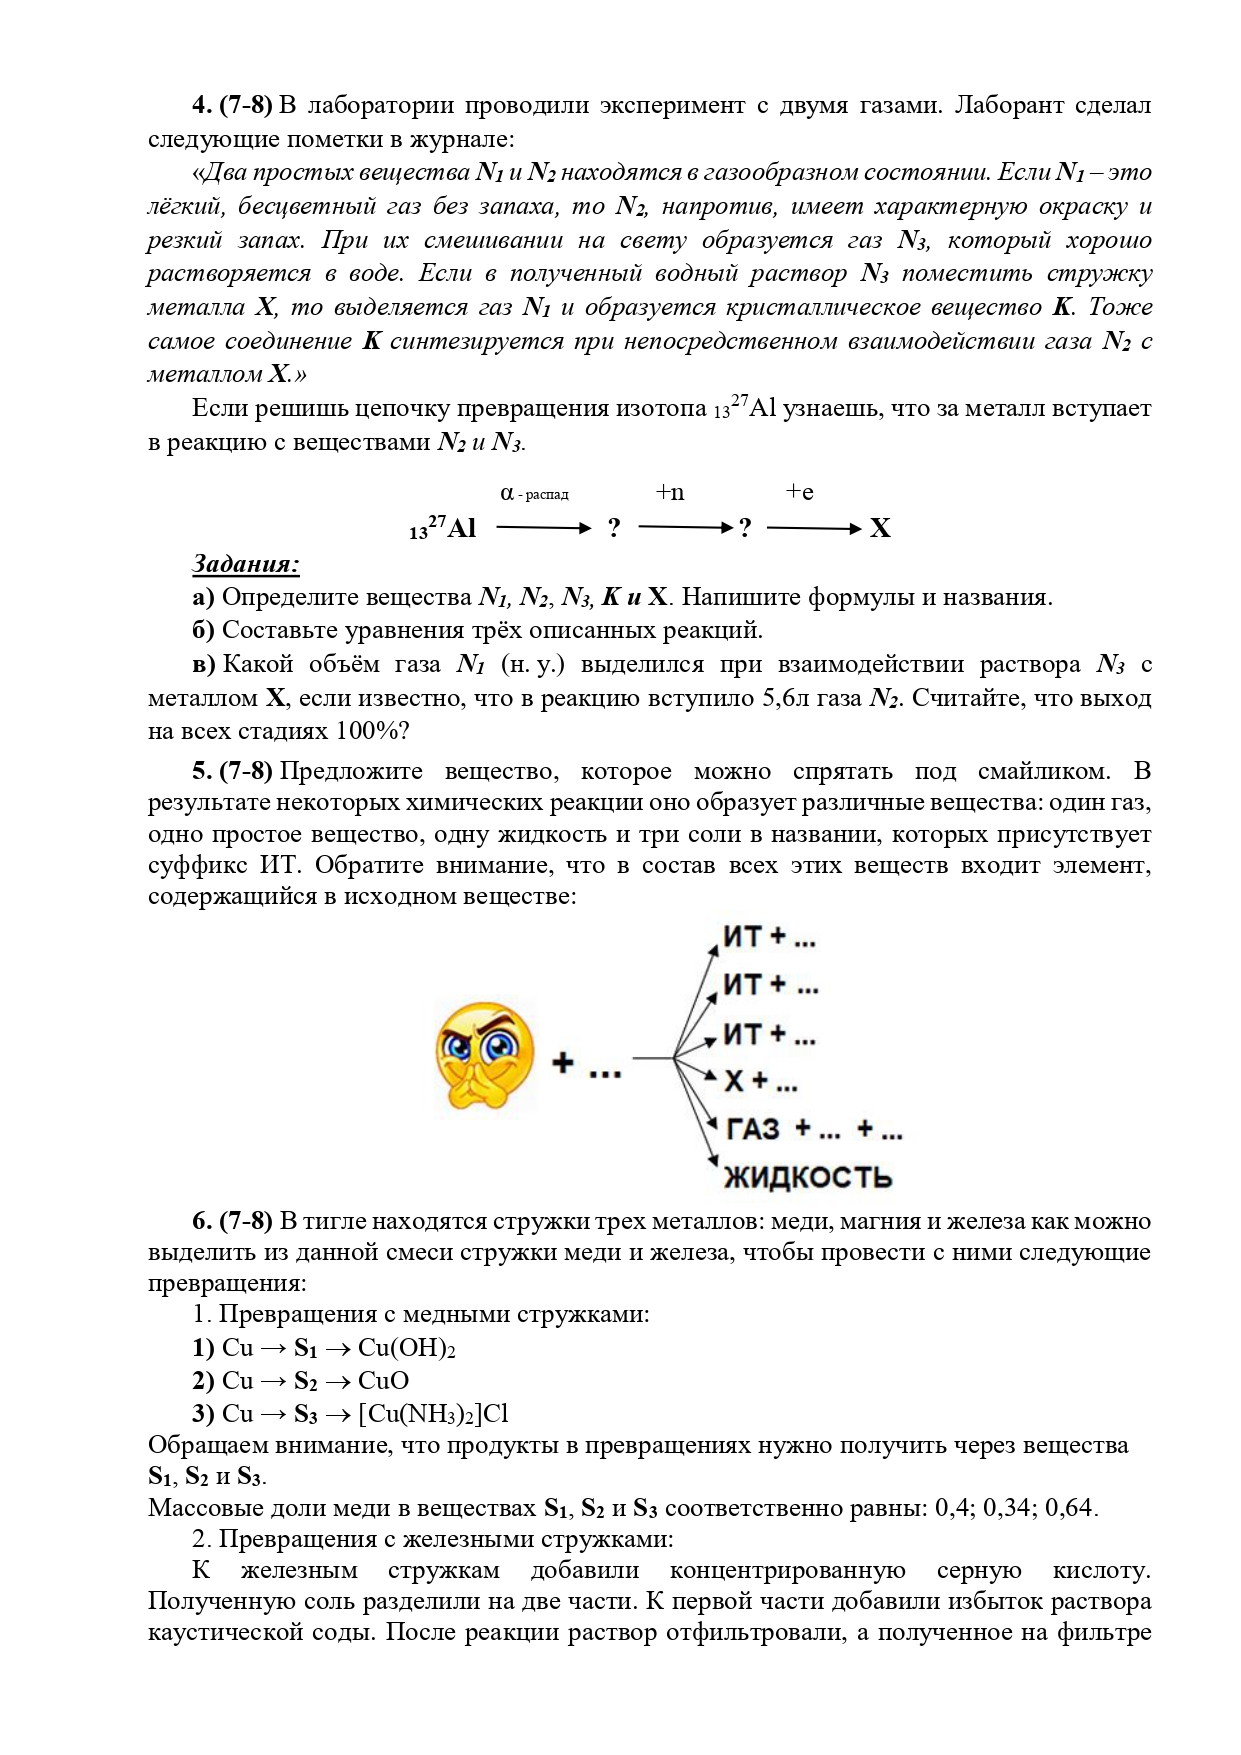 4. (7-8) В лаборатории проводили эксперимент с двумя газами. Лаборант сделал
следующие пометки в журнале:
«Два простых вещества N1 и N2 находятся в газообразном состоянии. Если N1 – это
лёгкий, бесцветный газ без запаха, то N2, напротив, имеет характерную окраску и
резкий запах. При их смешивании на свету образуется газ N3, который хорошо
растворяется в воде. Если в полученный водный раствор N3 поместить стружку
металла X, то выделяется газ N1 и образуется кристаллическое вещество K. Тоже
самое соединение K синтезируется при непосредственном взаимодействии газа N2 с
металлом X.»
Если решишь цепочку превращения изотопа ₁₃²⁷Al узнаешь, что за металл вступает
в реакцию с веществами N2 и N3.
α - распад +n +e
₁₃²⁷Al ⟶ ? ⟶ ? ⟶ X
Задания:
а) Определите вещества N1, N2, N3, K и X. Напишите формулы и названия.
б) Составьте уравнения трёх описанных реакций.
в) Какой объём газа N1 (н. у.) выделился при взаимодействии раствора N3 с
металлом X, если известно, что в реакцию вступило 5,6л газа N2. Считайте, что выход
на всех стадиях 100%?
5. (7-8) Предложите вещество, которое можно спрятать под смайликом. В
результате некоторых химических реакции оно образует различные вещества: один газ,
одно простое вещество, одну жидкость и три соли в названии, которых присутствует
суффикс ИТ. Обратите внимание, что в состав всех этих веществ входит элемент,
содержащийся в исходном веществе:
ИТ + ...
ИТ + ...
ИТ + ...
+ ...
X + ...
ГАЗ + ... + ...
ЖИДКОСТЬ
6. (7-8) В тигле находятся стружки трех металлов: меди, магния и железа как можно
выделить из данной смеси стружки меди и железа, чтобы провести с ними следующие
превращения:
1. Превращения с медными стружками:
1) Cu → S1 → Cu(OH)2
2) Cu → S2 → CuO
3) Cu → S3 → [Cu(NH3)2]Cl
Обращаем внимание, что продукты в превращениях нужно получить через вещества
S1, S2 и S3.
Массовые доли меди в веществах S1, S2 и S3 соответственно равны: 0,4; 0,34; 0,64.
2. Превращения с железными стружками:
К железным стружкам добавили концентрированную серную кислоту.
Полученную соль разделили на две части. К первой части добавили избыток раствора
каустической соды. После реакции раствор отфильтровали, а полученное на фильтре